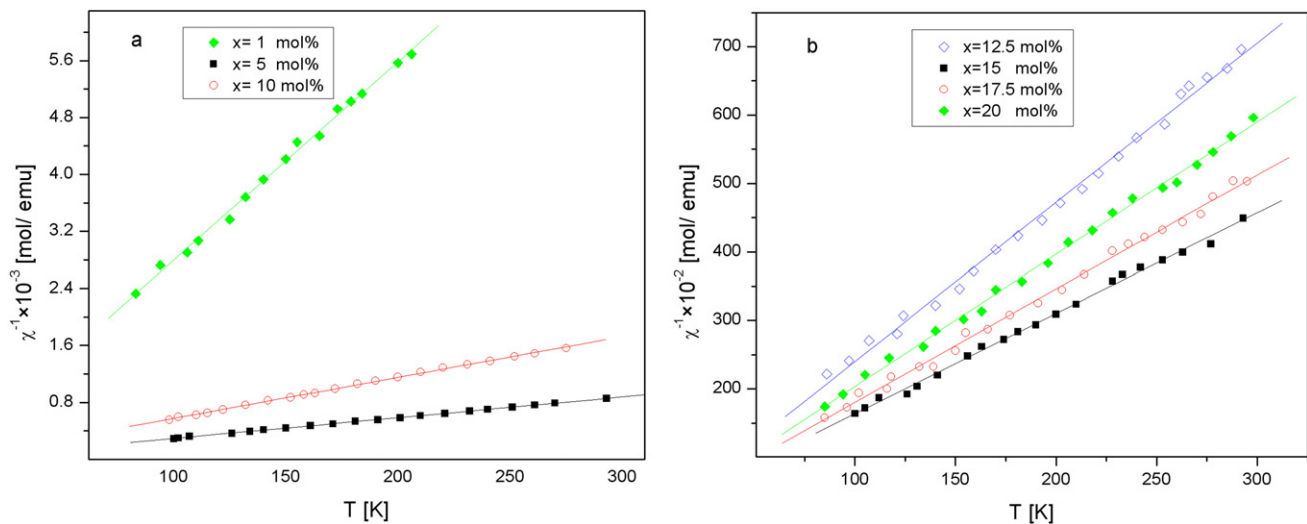 a
x= 1 mol%
x= 5 mol%
x= 10 mol%
5.6
4.8
4.0
3.2
2.4
1.6
0.8
χ⁻¹×10⁻³ [mol/ emu]
100
150
200
250
300
T [K]
b
x=12.5 mol%
x=15 mol%
x=17.5 mol%
x=20 mol%
700
600
500
400
300
200
χ⁻¹×10⁻² [mol/ emu]
100
150
200
250
300
T [K]